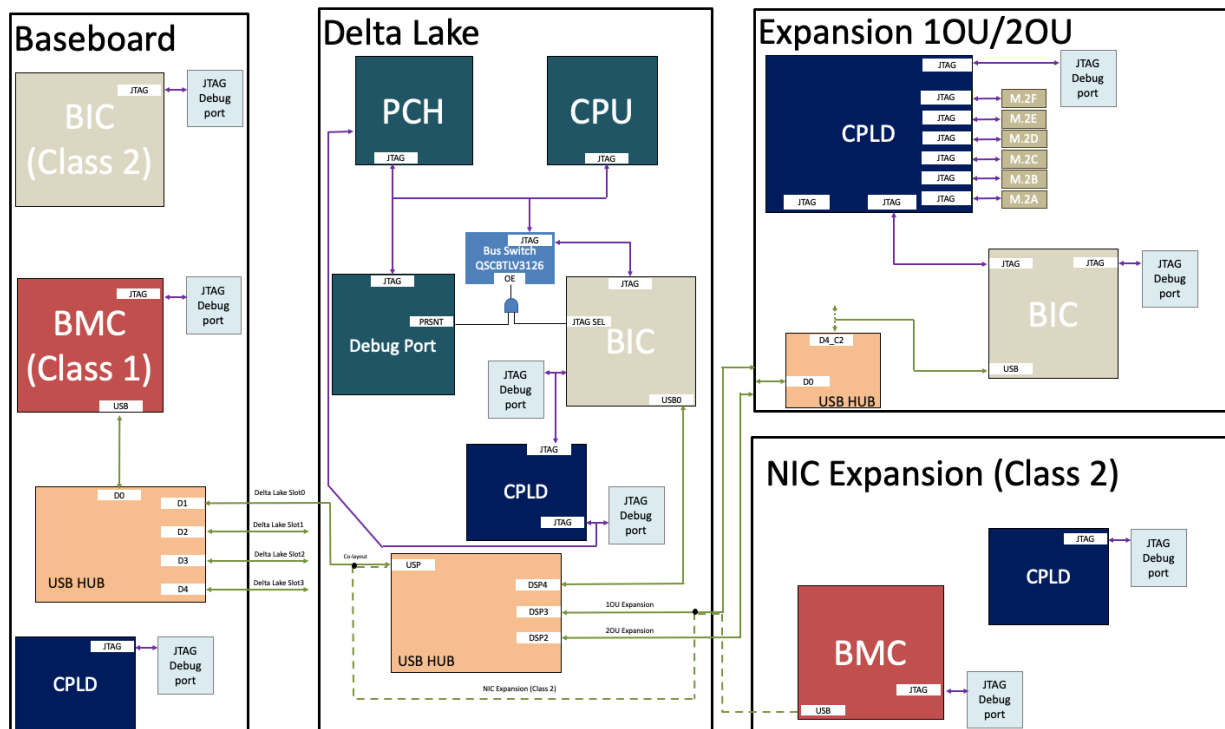 Baseboard
JTAG
BIC
(Class 2)
JTAG
Debug
port
JTAG
BMC
(Class 1)
USB
JTAG
Debug
port
D0
D1
D2
D3
D4
USB HUB
Delta Lake Slot0
Delta Lake Slot1
Delta Lake Slot2
Delta Lake Slot3
JTAG
CPLD
JTAG
Debug
port
Delta Lake
PCH
JTAG
CPU
JTAG
JTAG
Bus Switch
QSCBTLV3126
OE
JTAG
PRSNT
Debug Port
JTAG
JTAG SEL
BIC
USB0
JTAG
Debug
port
JTAG
CPLD
JTAG
JTAG
Debug
port
Co-layout
USP
DSP4
DSP3
DSP2
USB HUB
1OU Expansion
2OU Expansion
NIC Expansion (Class 2)
Expansion 1OU/2OU
JTAG
JTAG
JTAG
JTAG
JTAG
JTAG
JTAG
CPLD
JTAG
JTAG
JTAG
Debug
port
M.2F
M.2E
M.2D
M.2C
M.2B
M.2A
JTAG
JTAG
BIC
USB
JTAG
Debug
port
D4_C2
D0
USB HUB
NIC Expansion (Class 2)
JTAG
CPLD
JTAG
Debug
port
BMC
JTAG
USB
JTAG
Debug
port